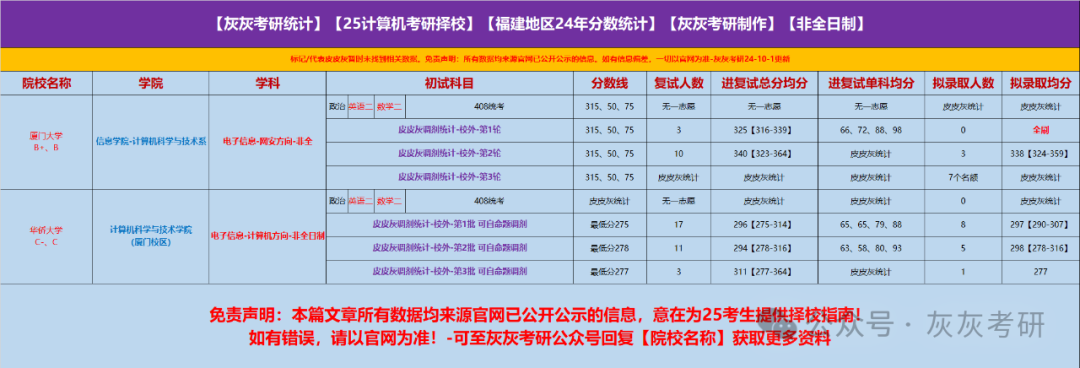 【灰灰考研统计】【25计算机考研择校】【福建地区24年分数统计】【灰灰考研制作】【非全日制】
标记/代表皮皮灰暂时未找到相关数据，免责声明：所有数据均来源官网已公开公示的信息，如有信息偏差，一切以官网为准-灰灰考研24-10-1更新
院校名称 学院 学科 初试科目 分数线 复试人数 进复试总分均分 进复试单科均分 拟录取人数 拟录取均分
厦门大学 B+、B 信息学院-计算机科学与技术系 电子信息-网安方向-非全
政治 英语二 数学二 408统考 315、50、75 无一志愿 无一志愿 无一志愿 皮皮灰统计 皮皮灰统计
皮皮灰调剂统计-校外-第1轮 315、50、75 3 325【316-339】 66、72、88、98 0 全刷
皮皮灰调剂统计-校外-第2轮 315、50、75 10 340【323-364】 皮皮灰统计 3 338【324-359】
皮皮灰调剂统计-校外-第3轮 315、50、75 皮皮灰统计 皮皮灰统计 皮皮灰统计 7个名额 皮皮灰统计
华侨大学 C-、C 计算机科学与技术学院 (厦门校区) 电子信息-计算机方向-非全日制
政治 英语二 数学二 408统考 皮皮灰统计 无一志愿 皮皮灰统计 皮皮灰统计 0 皮皮灰统计
皮皮灰调剂统计-校外-第1批 可自命题调剂 最低分275 17 296【275-314】 65、65、79、88 8 297【290-307】
皮皮灰调剂统计-校外-第2批 可自命题调剂 最低分278 11 294【278-316】 63、58、80、93 5 298【278-316】
皮皮灰调剂统计-校外-第3批 可自命题调剂 最低分277 3 311【277-364】 皮皮灰统计 1 277
免责声明：本篇文章所有数据均来源官网已公开公示的信息，意在为25考生提供择校指南！
如有错误，请以官网为准！-可至灰灰考研公众号回复【院校名称】获取更多资料
公众号·灰灰考研